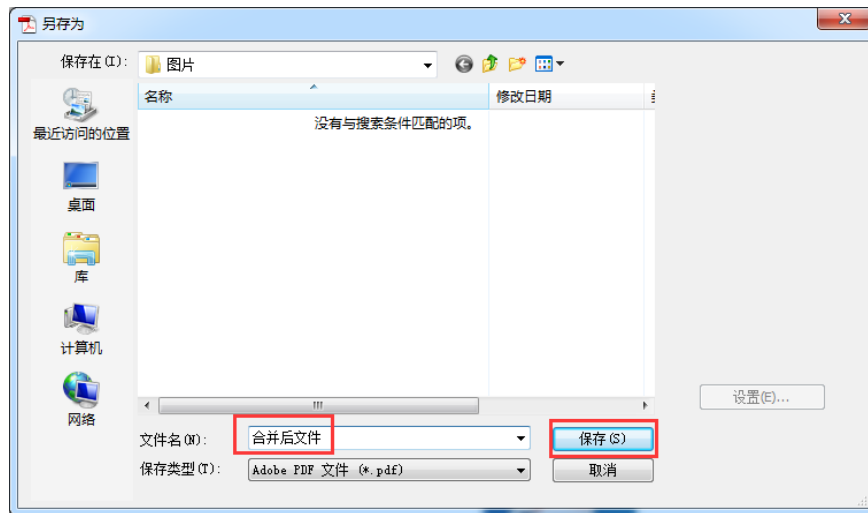 另存为
保存在(I):
图片
名称
修改日期
没有与搜索条件匹配的项。
最近访问的位置
桌面
库
计算机
网络
设置(E)...
文件名(N):
合并后文件
保存(S)
保存类型(T):
Adobe PDF 文件 (*.pdf)
取消